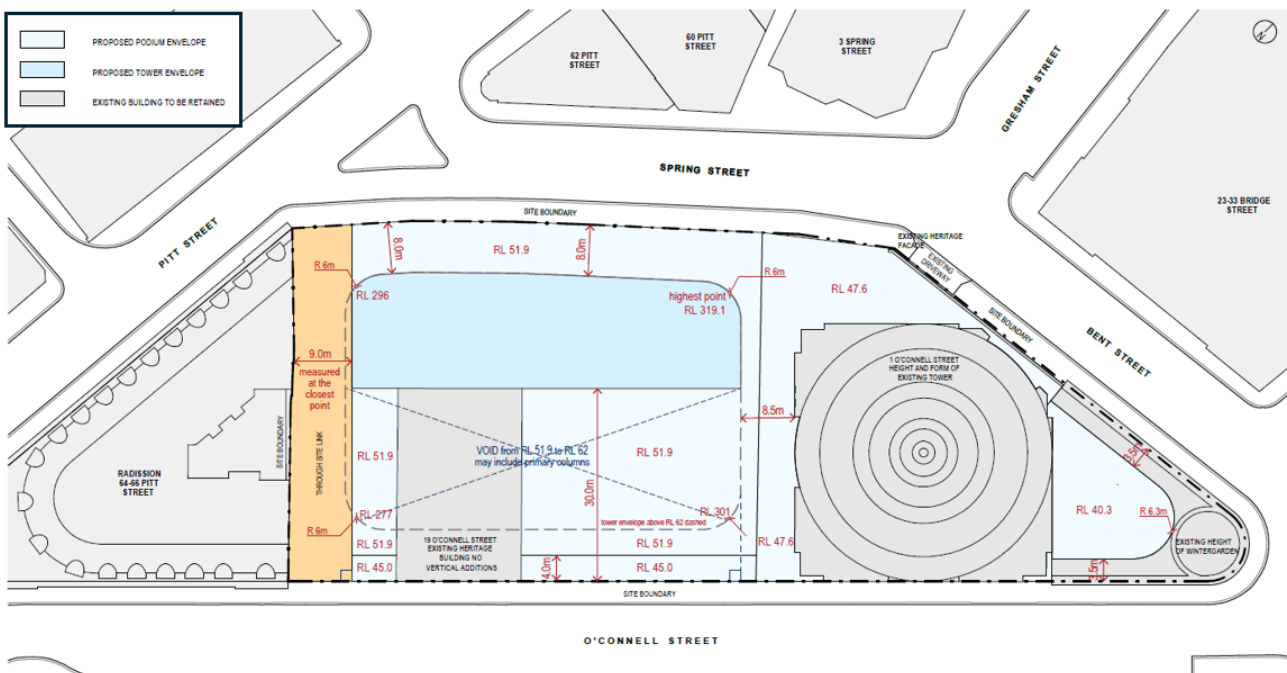 PROPOSED PODIUM ENVELOPE
PROPOSED TOWER ENVELOPE
EXISTING BUILDING TO BE RETAINED
N
62 PITT
STREET
60 PITT
STREET
3 SPRING
STREET
GRESHAM STREET
SPRING STREET
23-33 BRIDGE
STREET
PITT STREET
SITE BOUNDARY
EXISTING HERITAGE
FACADE
EXISTING
DRIVEWAY
8.0m
8.0m
RL 51.9
R 6m
RL 296
R 6m
highest point
RL 319.1
RL 47.6
SITE BOUNDARY
BENT STREET
9.0m
measured
at the
closest
point
1 O'CONNELL STREET
HEIGHT AND FORM OF
EXISTING TOWER
8.5m
SITE BOUNDARY
THROUGH SITE LINK
RL 51.9
VOID from RL 51.9 to RL 62
may include primary columns
RL 51.9
30.0m
3.5m
RADISSION
64-66 PITT
STREET
RL 277
R 6m
tower envelope above RL 62 dashed
RL 301
RL 40.3
R 6.3m
19 O'CONNELL STREET
EXISTING HERITAGE
BUILDING NO
VERTICAL ADDITIONS
RL 51.9
RL 51.9
RL 47.6
EXISTING HEIGHT
OF WINTERGARDEN
RL 45.0
4.0m
RL 45.0
3.5m
SITE BOUNDARY
O'CONNELL STREET